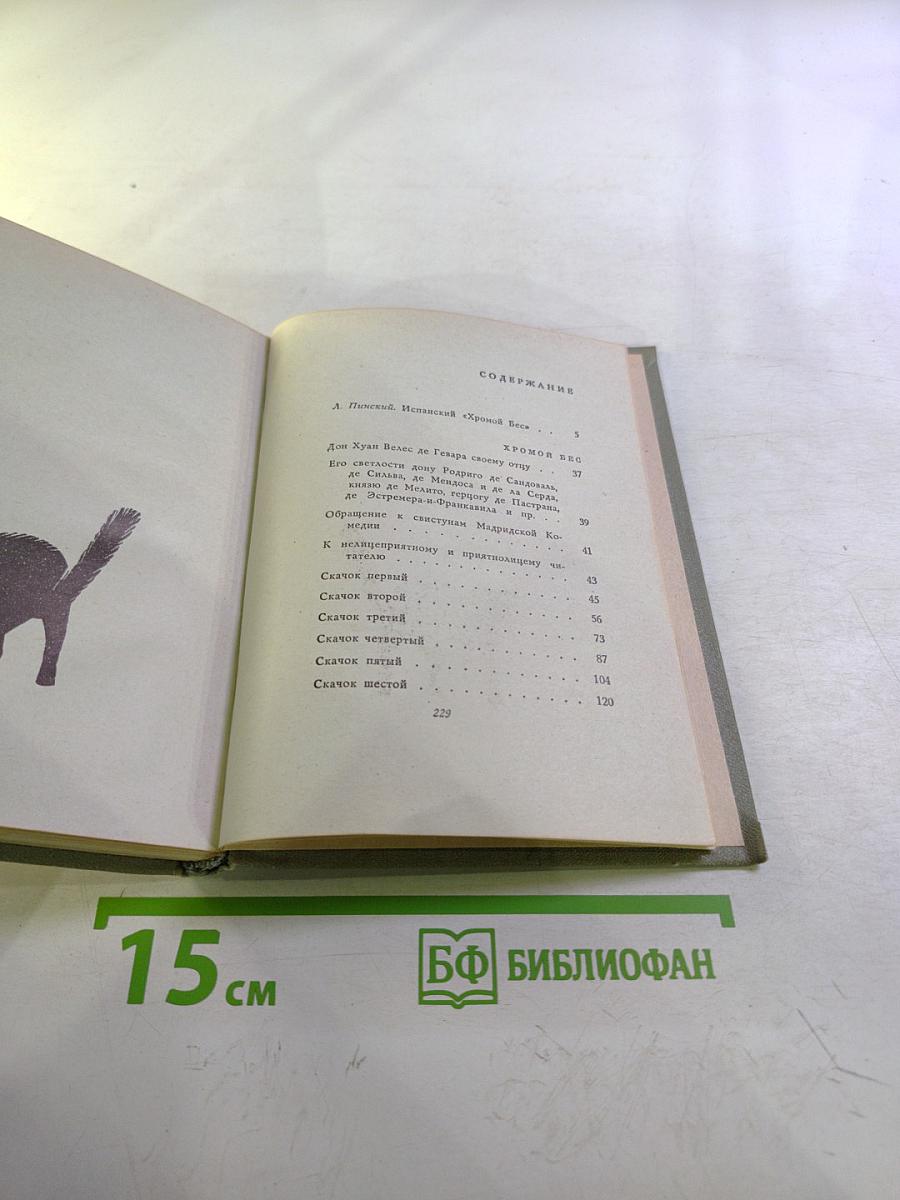 СОДЕРЖАНИЕ
Л. Пинский. Испанский «Хромой Бес» . . 5
ХРОМОЙ БЕС
Дон Хуан Велес де Гевара своему отцу . . 37
Его светлости дону Родриго де Сандоваль,
де Сильва, де Мендоса и де ла Серда,
князю де Мелито, герцогу де Пастрана,
де Эстремера-и-Франкавила и пр. . . 39
Обращение к свистунам Мадридской Ко-
медии . . . . . . . . . . . 41
К нелицеприятному и приятнолицему чи-
тателю . . . . . . . . . . . 43
Скачок первый . . . . . . . . . . 45
Скачок второй . . . . . . . . . . 56
Скачок третий . . . . . . . . . . 73
Скачок четвертый . . . . . . . . . 87
Скачок пятый . . . . . . . . . . 104
Скачок шестой . . . . . . . . . . 120
229
15 см
БФ БИБЛИОФАН